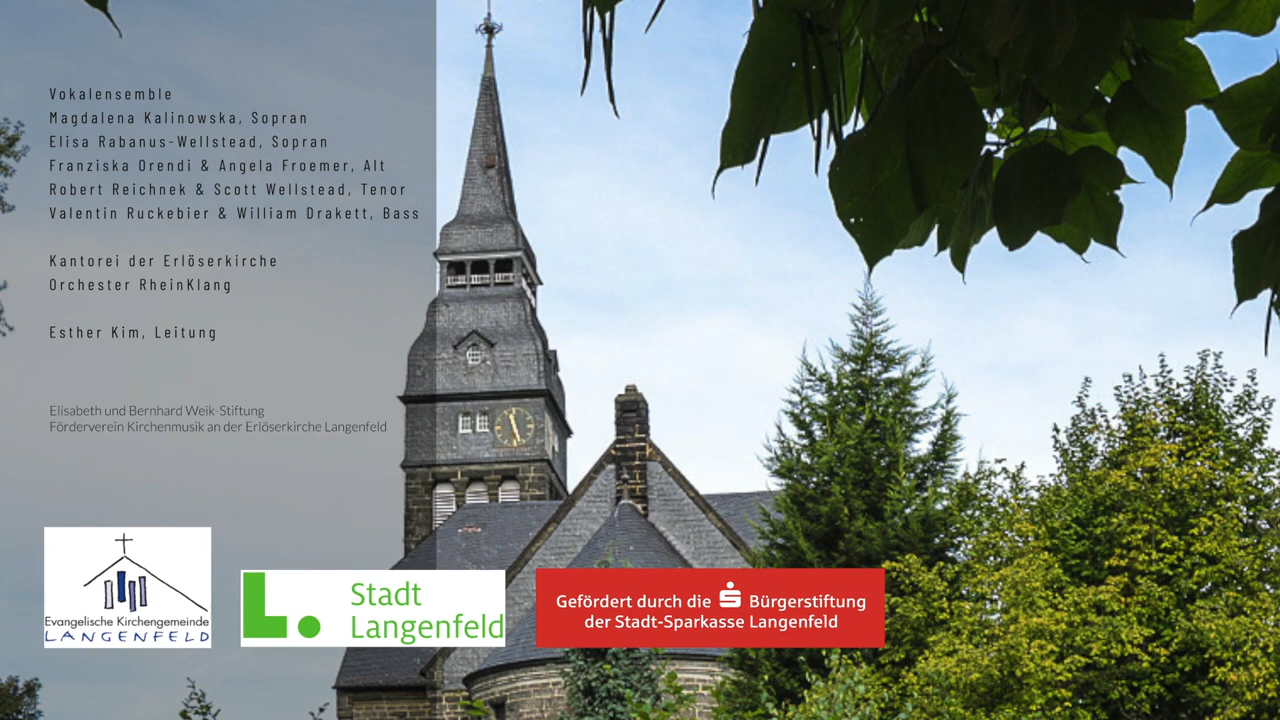 Vokalensemble
Magdalena Kalinowska, Sopran
Elisa Rabanus-Wellstead, Sopran
Franziska Orendi & Angela Froemer, Alt
Robert Reichnek & Scott Wellstead, Tenor
Valentin Ruckebier & William Drakett, Bass
Kantorei der Erlöserkirche
Orchester RheinKlang
Esther Kim, Leitung
Elisabeth und Bernhard Weik-Stiftung
Förderverein Kirchenmusik an der Erlöserkirche Langenfeld
Evangelische Kirchengemeinde
LANGENFELD
L.
Stadt
Langenfeld
Gefördert durch die S Bürgerstiftung
der Stadt-Sparkasse Langenfeld